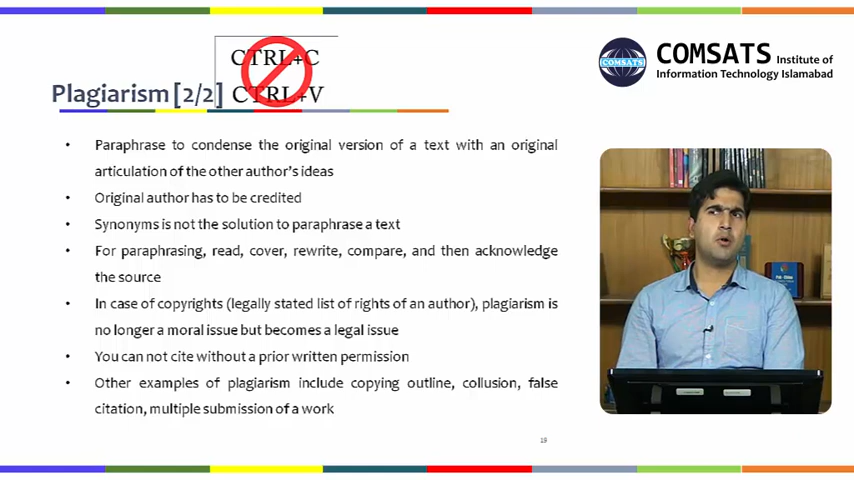 CTRL+C
Plagiarism [2/2] CTRL+V
COMSATS
COMSATS Institute of
Information Technology Islamabad
• Paraphrase to condense the original version of a text with an original
articulation of the other author's ideas
• Original author has to be credited
• Synonyms is not the solution to paraphrase a text
• For paraphrasing, read, cover, rewrite, compare, and then acknowledge
the source
• In case of copyrights (legally stated list of rights of an author), plagiarism is
no longer a moral issue but becomes a legal issue
• You can not cite without a prior written permission
• Other examples of plagiarism include copying outline, collusion, false
citation, multiple submission of a work
19